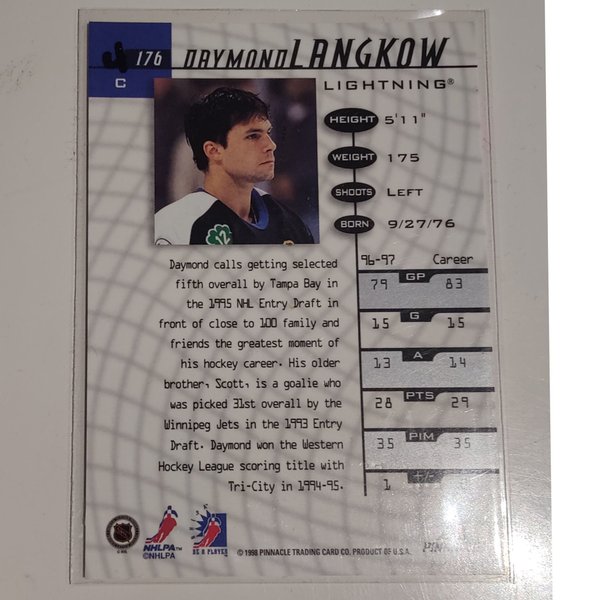 176 DAYMOND LANGKOW
C
LIGHTNING®
HEIGHT 5'11"
WEIGHT 175
SHOOTS LEFT
BORN 9/27/76
12
Daymond calls getting selected
fifth overall by Tampa Bay in
the 1995 NHL Entry Draft in
front of close to 100 family and
friends the greatest moment of
his hockey career. His older
brother, Scott, is a goalie who
was picked 31st overall by the
Winnipeg Jets in the 1993 Entry
Draft. Daymond won the Western
Hockey League scoring title with
Tri-City in 1994-95.
96-97 Career
79 GP 83
15 G 15
13 A 14
28 PTS 29
35 PIM 35
1 +/-
NHLPA™
©NHLPA
BE A PLAYER
© 1998 PINNACLE TRADING CARD CO. PRODUCT OF U.S.A.